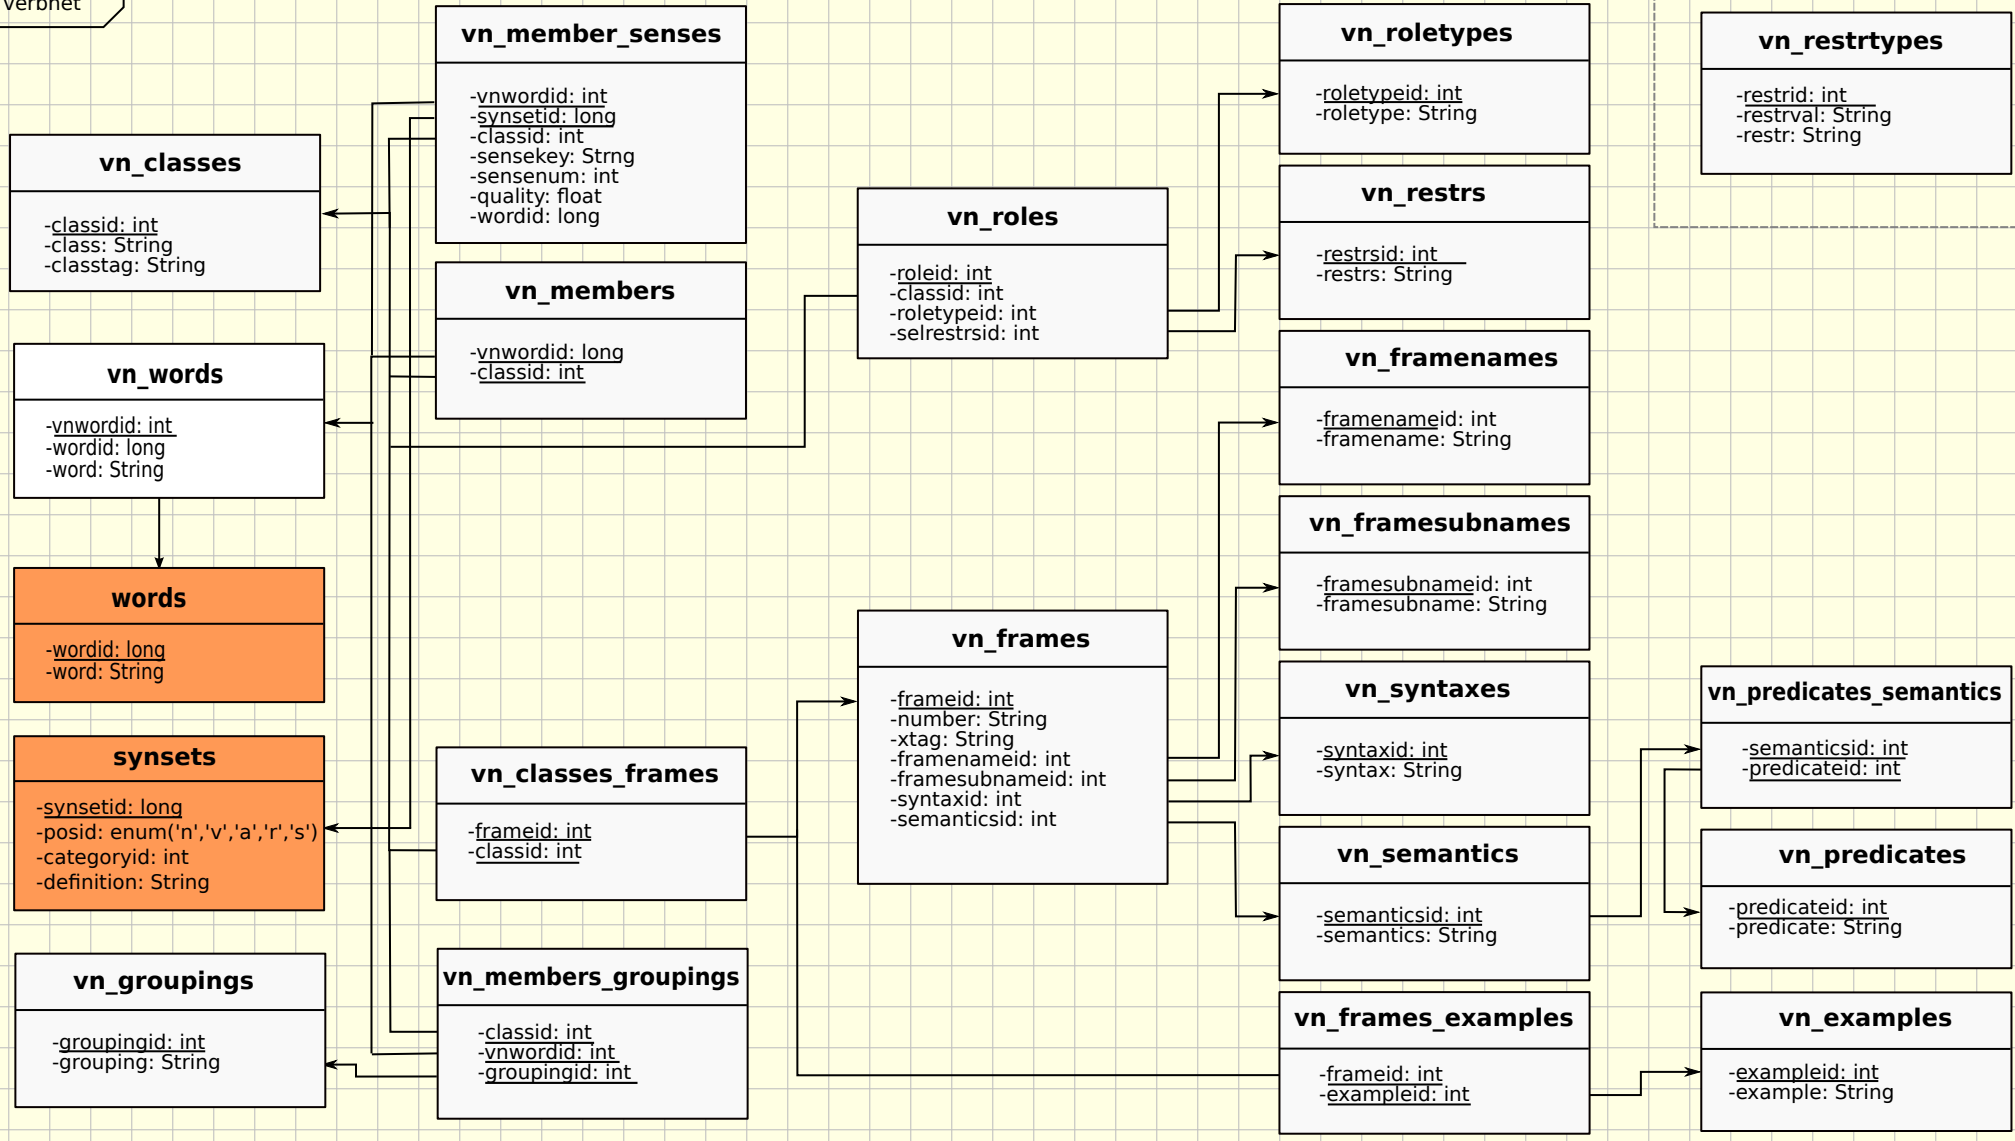 verbnet
vn_member_senses
-vnwordid: int
-synsetid: long
-classid: int
-sensekey: Strng
-sensenum: int
-quality: float
-wordid: long
vn_classes
-classid: int
-class: String
-classtag: String
vn_members
-vnwordid: long
-classid: int
vn_words
-vnwordid: int
-wordid: long
-word: String
words
-wordid: long
-word: String
synsets
-synsetid: long
-posid: enum('n','v','a','r','s')
-categoryid: int
-definition: String
vn_groupings
-groupingid: int
-grouping: String
vn_classes_frames
-frameid: int
-classid: int
vn_members_groupings
-classid: int
-vnwordid: int
-groupingid: int
vn_roles
-roleid: int
-classid: int
-roletypeid: int
-selrestrsid: int
vn_frames
-frameid: int
-number: String
-xtag: String
-framenameid: int
-framesubnameid: int
-syntaxid: int
-semanticsid: int
vn_roletypes
-roletypeid: int
-roletype: String
vn_restrs
-restrsid: int
-restrs: String
vn_framenames
-framenameid: int
-framename: String
vn_framesubnames
-framesubnameid: int
-framesubname: String
vn_syntaxes
-syntaxid: int
-syntax: String
vn_semantics
-semanticsid: int
-semantics: String
vn_frames_examples
-frameid: int
-exampleid: int
vn_restrtypes
-restrid: int
-restrval: String
-restr: String
vn_predicates_semantics
-semanticsid: int
-predicateid: int
vn_predicates
-predicateid: int
-predicate: String
vn_examples
-exampleid: int
-example: String